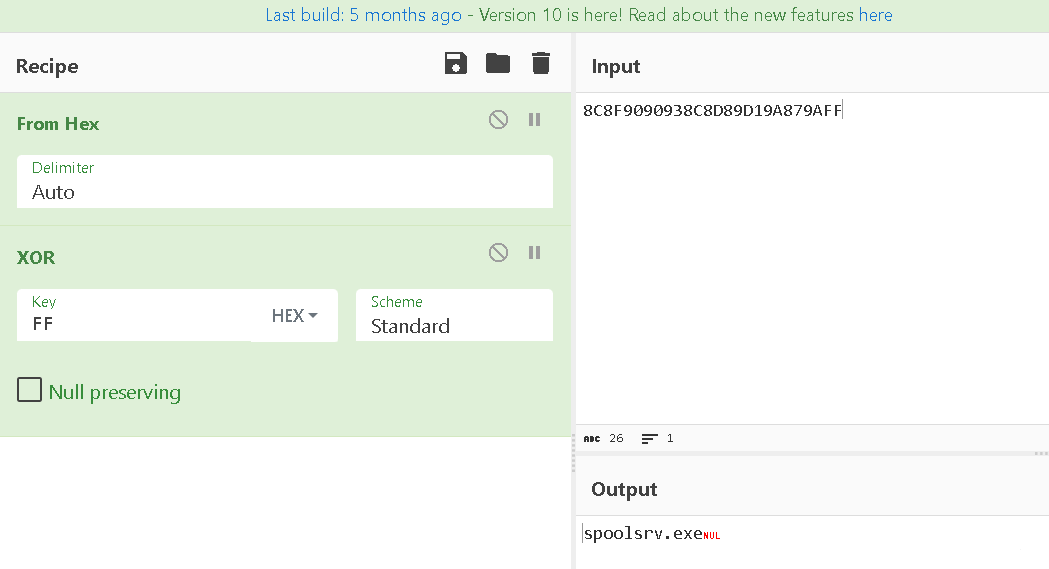 Last build: 5 months ago - Version 10 is here! Read about the new features here
Recipe
From Hex
Delimiter
Auto
XOR
Key
FF
HEX
Scheme
Standard
Null preserving
Input
8C8F9090938C8D89D19A879AFF
ABC 26 1
Output
spoolsrv.exeNUL